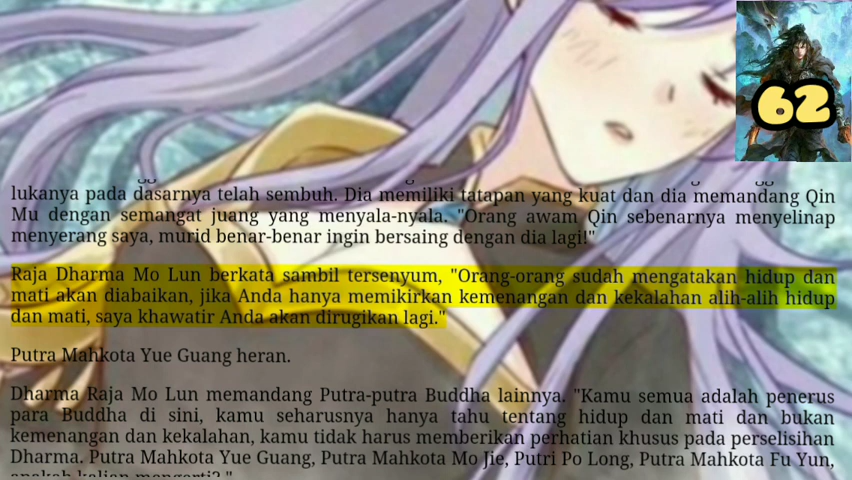 62
lukanya pada dasarnya telah sembuh. Dia memiliki tatapan yang kuat dan dia memandang Qin
Mu dengan semangat juang yang menyala-nyala. "Orang awam Qin sebenarnya menyelinap
menyerang saya, murid benar-benar ingin bersaing dengan dia lagi!"
Raja Dharma Mo Lun berkata sambil tersenyum, "Orang-orang sudah mengatakan hidup dan
mati akan diabaikan, jika Anda hanya memikirkan kemenangan dan kekalahan alih-alih hidup
dan mati, saya khawatir Anda akan dirugikan lagi."
Putra Mahkota Yue Guang heran.
Dharma Raja Mo Lun memandang Putra-putra Buddha lainnya. "Kamu semua adalah penerus
para Buddha di sini, kamu seharusnya hanya tahu tentang hidup dan mati dan bukan
kemenangan dan kekalahan, kamu tidak harus memberikan perhatian khusus pada perselisihan
Dharma. Putra Mahkota Yue Guang, Putra Mahkota Mo Jie, Putri Po Long, Putra Mahkota Fu Yun,